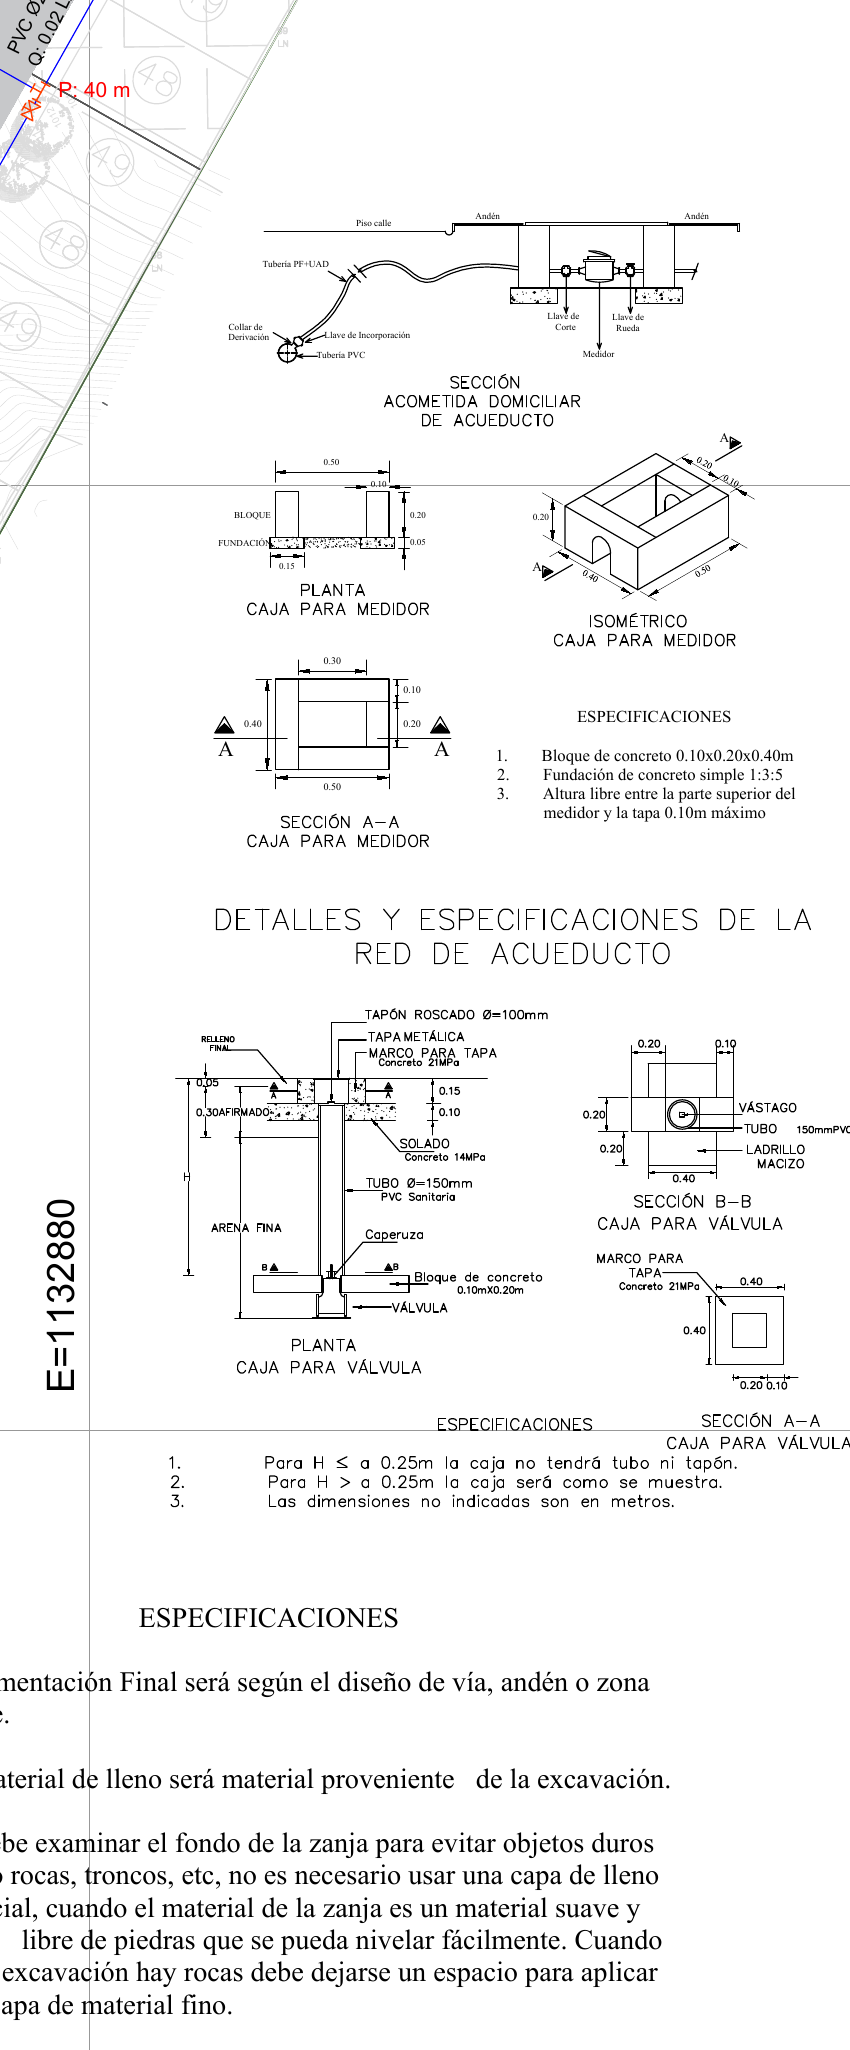 PVC Ø2
Q: 0.02 L
P: 40 m
48
49
48
49
LN
LN
Piso calle
Andén
Andén
Tubería PF+UAD
Collar de
Derivación
Llave de Incorporación
Tubería PVC
Llave de
Corte
Llave de
Rueda
Medidor
SECCIÓN
ACOMETIDA DOMICILIAR
DE ACUEDUCTO
0.50
0.10
BLOQUE
0.20
FUNDACIÓN
0.05
0.15
PLANTA
CAJA PARA MEDIDOR
A
0.20
0.10
0.20
A
0.40
0.50
ISOMÉTRICO
CAJA PARA MEDIDOR
0.30
0.10
0.40
0.20
A
A
0.50
SECCIÓN A-A
CAJA PARA MEDIDOR
ESPECIFICACIONES
1. Bloque de concreto 0.10x0.20x0.40m
2. Fundación de concreto simple 1:3:5
3. Altura libre entre la parte superior del
medidor y la tapa 0.10m máximo
DETALLES Y ESPECIFICACIONES DE LA
RED DE ACUEDUCTO
TAPÓN ROSCADO Ø=100mm
TAPA METÁLICA
MARCO PARA TAPA
Concreto 21MPa
RELLENO
FINAL
0.05
A
A
0.15
0.30
AFIRMADO
0.10
SOLADO
Concreto 14MPa
H
TUBO Ø=150mm
PVC Sanitaria
ARENA FINA
Caperuza
B
B
Bloque de concreto
0.10mX0.20m
VÁLVULA
PLANTA
CAJA PARA VÁLVULA
0.20
0.10
0.20
VÁSTAGO
TUBO 150mmPVC
0.20
LADRILLO
MACIZO
0.40
SECCIÓN B-B
CAJA PARA VÁLVULA
MARCO PARA
TAPA
Concreto 21MPa
0.40
0.40
0.20
0.10
SECCIÓN A-A
CAJA PARA VÁLVULA
E=1132880
ESPECIFICACIONES
1. Para H ≤ a 0.25m la caja no tendrá tubo ni tapón.
2. Para H > a 0.25m la caja será como se muestra.
3. Las dimensiones no indicadas son en metros.
ESPECIFICACIONES
mentación Final será según el diseño de vía, andén o zona
e.
aterial de lleno será material proveniente de la excavación.
ebe examinar el fondo de la zanja para evitar objetos duros
o rocas, troncos, etc, no es necesario usar una capa de lleno
cial, cuando el material de la zanja es un material suave y
libre de piedras que se pueda nivelar fácilmente. Cuando
excavación hay rocas debe dejarse un espacio para aplicar
apa de material fino.